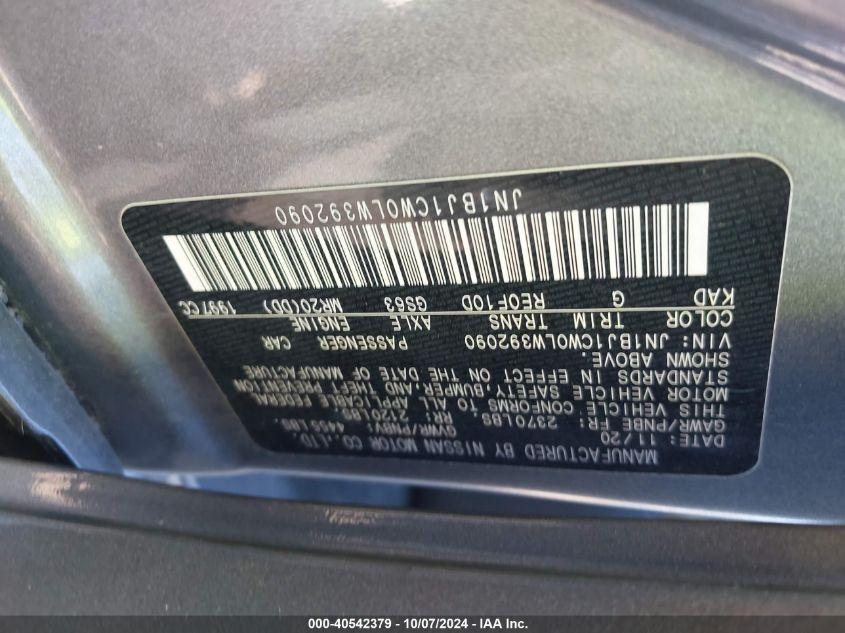 MANUFACTURED BY NISSAN MOTOR CO.,LTD.
DATE: 11/20 GVWR/PNBV: 4455 LBS.
GAWR/PNBE FR: 2370LBS 2120LBS.
THIS VEHICLE CONFORMS TO ALL APPLICABLE FEDERAL
MOTOR VEHICLE SAFETY, BUMPER, AND THEFT PREVENTION
STANDARDS IN EFFECT ON THE DATE OF MANUFACTURE
SHOWN ABOVE.
VIN: JN1BJ1CW0LW392090 PASSENGER CAR
COLOR TRIM TRANS AXLE ENGINE
KAD G RE0F10D GS63 MR20(DD) 1997CC
JN1BJ1CW0LW392090
000-40542379 - 10/07/2024 - IAA Inc.